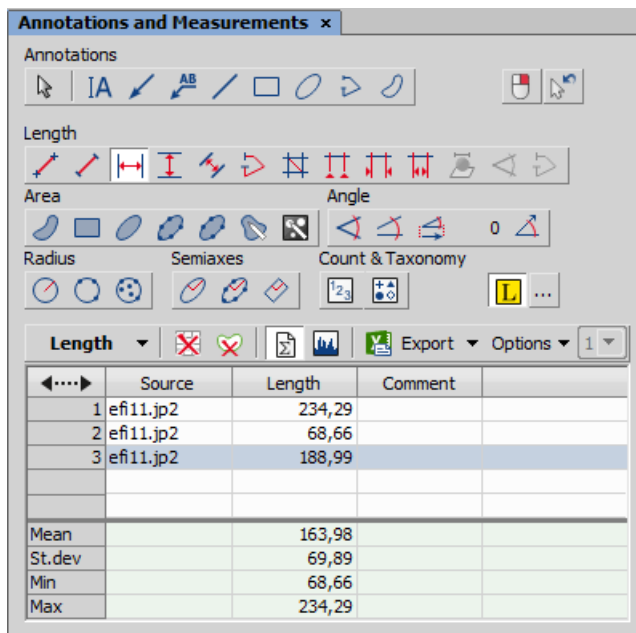 Annotations and Measurements ×
Annotations
IA AB
Length
Area Angle
0
Radius Semiaxes Count & Taxonomy
123 L ...
Length Σ Export Options 1
Source Length Comment
1 efi11.jp2 234,29
2 efi11.jp2 68,66
3 efi11.jp2 188,99
Mean 163,98
St.dev 69,89
Min 68,66
Max 234,29